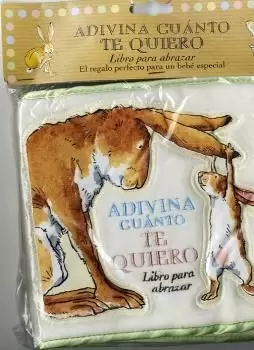 ADIVINA CUÁNTO
TE QUIERO
Libro para abrazar
El regalo perfecto para un bebé especial
ADIVINA
CUÁNTO
TE
QUIERO
Libro para
abrazar